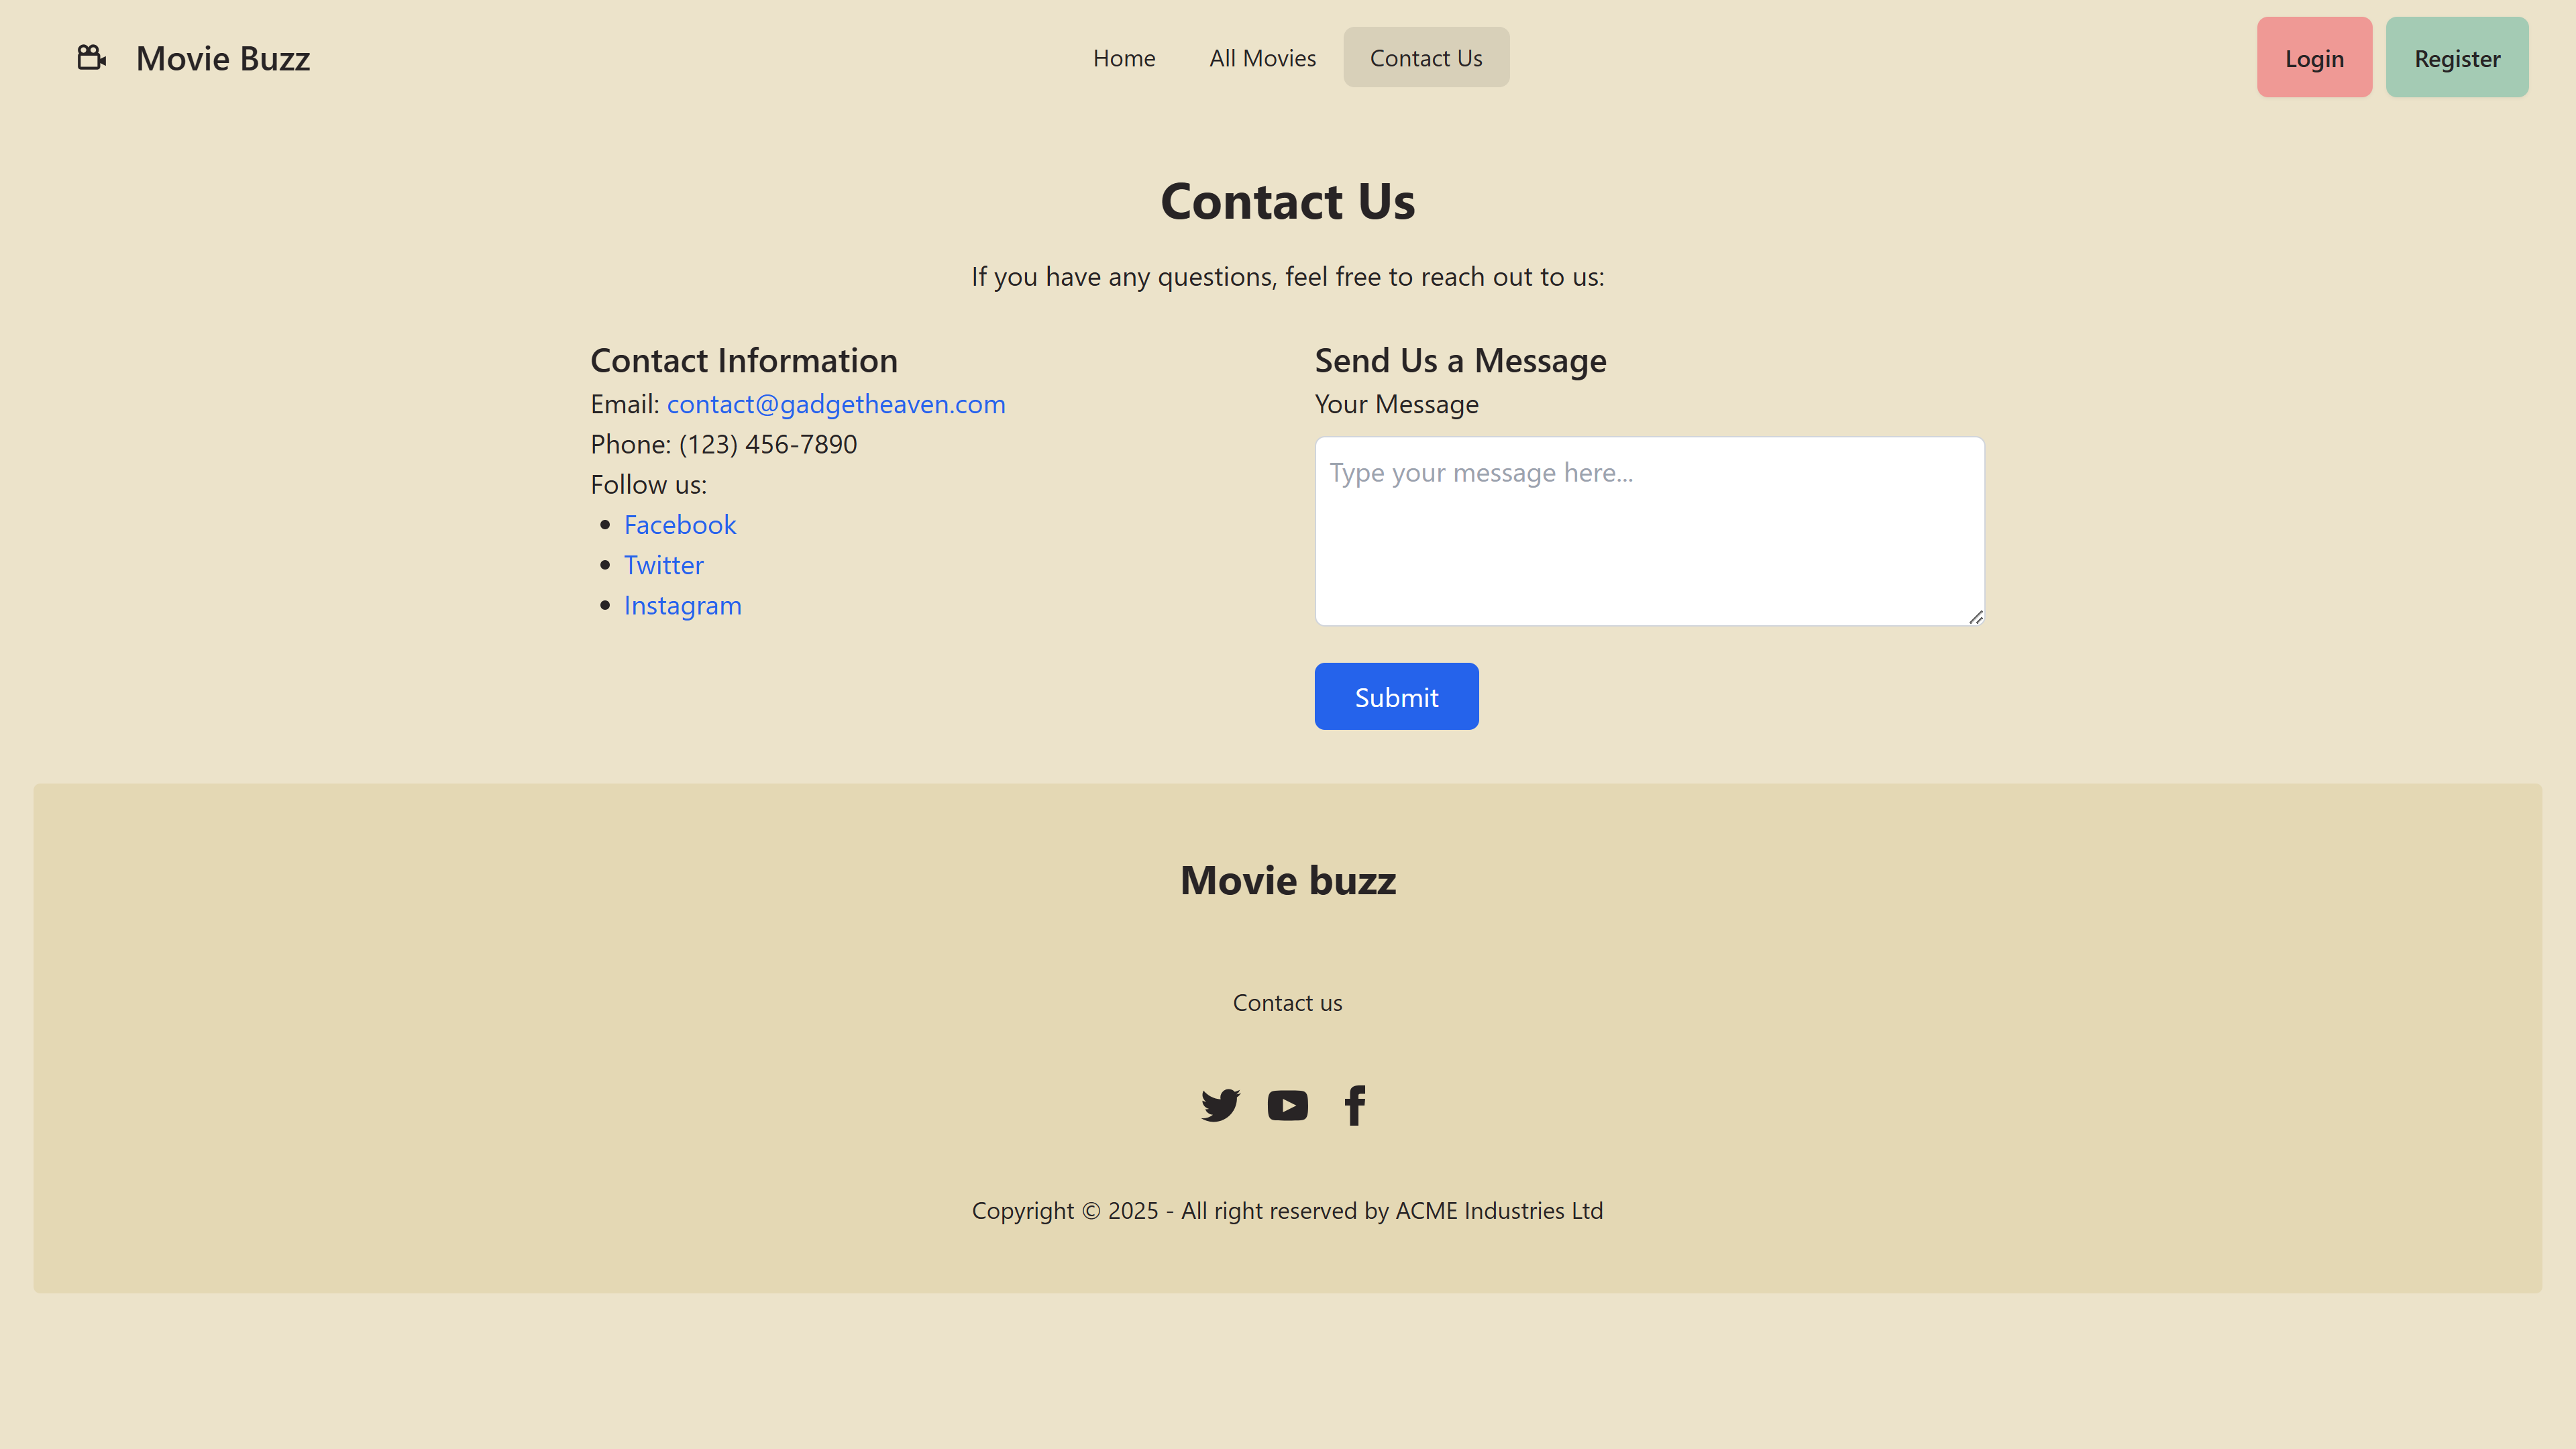 Movie Buzz
Home
All Movies
Contact Us
Login
Register
Contact Us
If you have any questions, feel free to reach out to us:
Contact Information
Email: contact@gadgetheaven.com
Phone: (123) 456-7890
Follow us:
Facebook
Twitter
Instagram
Send Us a Message
Your Message
Type your message here...
Submit
Movie buzz
Contact us
Copyright © 2025 - All right reserved by ACME Industries Ltd